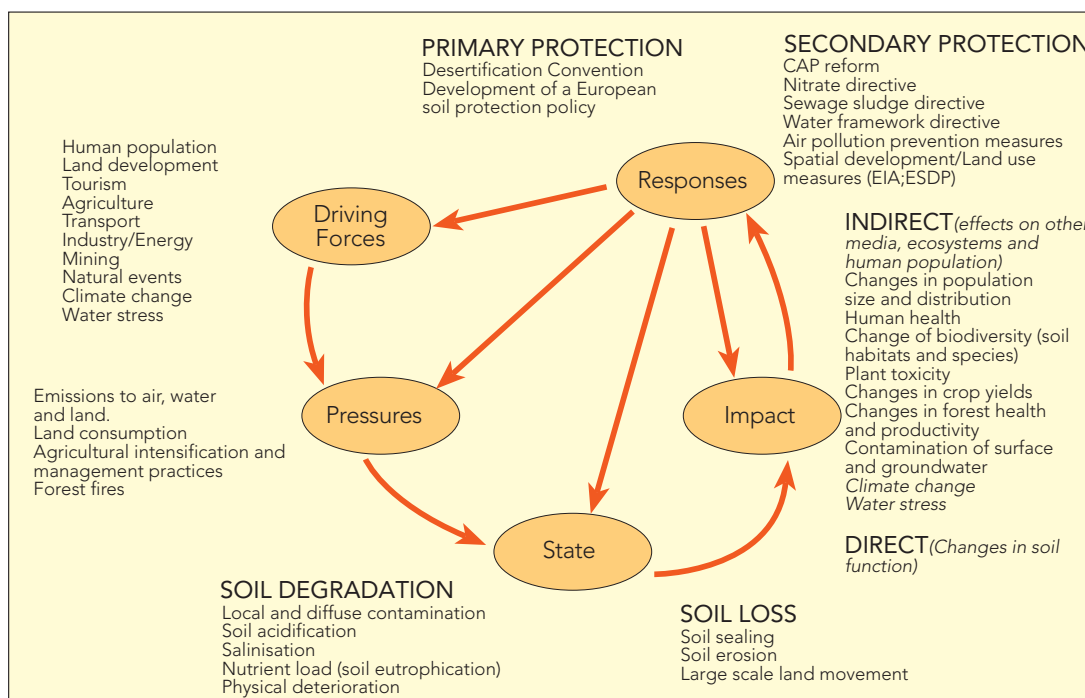 PRIMARY PROTECTION
Desertification Convention
Development of a European
soil protection policy
SECONDARY PROTECTION
CAP reform
Nitrate directive
Sewage sludge directive
Water framework directive
Air pollution prevention measures
Spatial development/Land use
measures (EIA;ESDP)
Human population
Land development
Tourism
Agriculture
Transport
Industry/Energy
Mining
Natural events
Climate change
Water stress
Driving
Forces
Responses
INDIRECT(effects on other
media, ecosystems and
human population)
Changes in population
size and distribution
Human health
Change of biodiversity (soil
habitats and species)
Plant toxicity
Changes in crop yields
Changes in forest health
and productivity
Contamination of surface
and groundwater
Climate change
Water stress
Emissions to air, water
and land.
Land consumption
Agricultural intensification and
management practices
Forest fires
Pressures
Impact
State
DIRECT(Changes in soil
function)
SOIL DEGRADATION
Local and diffuse contamination
Soil acidification
Salinisation
Nutrient load (soil eutrophication)
Physical deterioration
SOIL LOSS
Soil sealing
Soil erosion
Large scale land movement